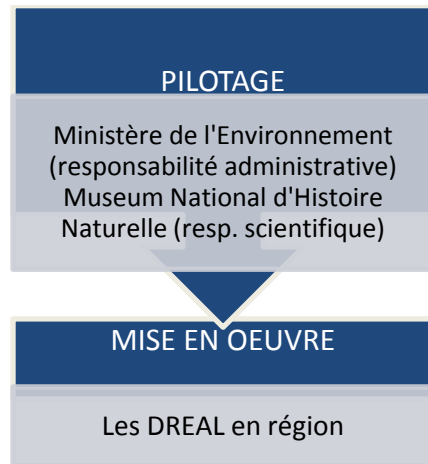 PILOTAGE
Ministère de l'Environnement
(responsabilité administrative)
Museum National d'Histoire
Naturelle (resp. scientifique)
MISE EN OEUVRE
Les DREAL en région